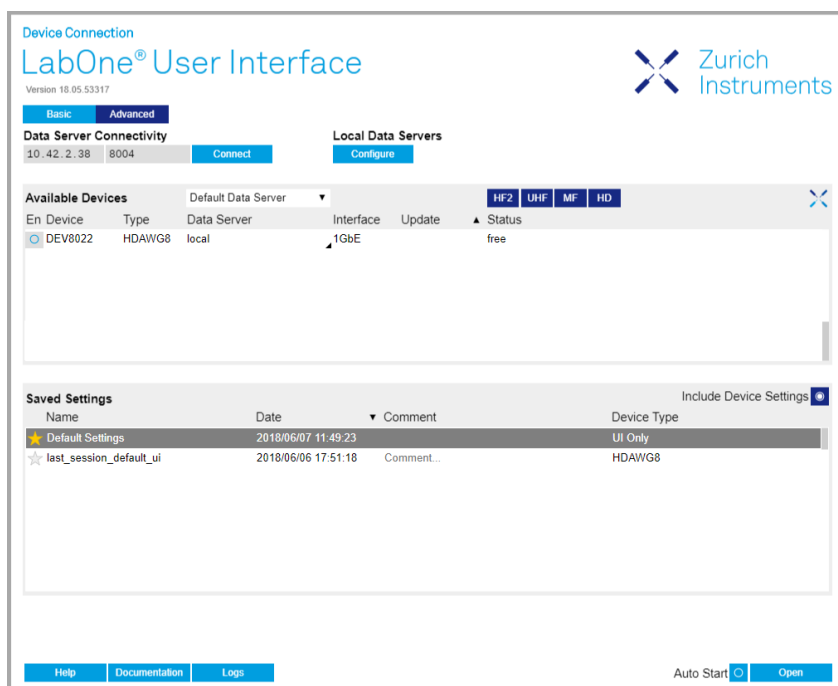 Device Connection
LabOne® User Interface
Zurich
Instruments
Version 18.05.53317
Basic Advanced
Data Server Connectivity Local Data Servers
10.42.2.38 8004 Connect Configure
Available Devices Default Data Server ▼ HF2 UHF MF HD
En Device Type Data Server Interface Update ▲ Status
DEV8022 HDAWG8 local 1GbE free
Saved Settings Include Device Settings
Name Date ▼ Comment Device Type
Default Settings 2018/06/07 11:49:23 UI Only
last_session_default_ui 2018/06/06 17:51:18 Comment... HDAWG8
Help Documentation Logs Auto Start Open